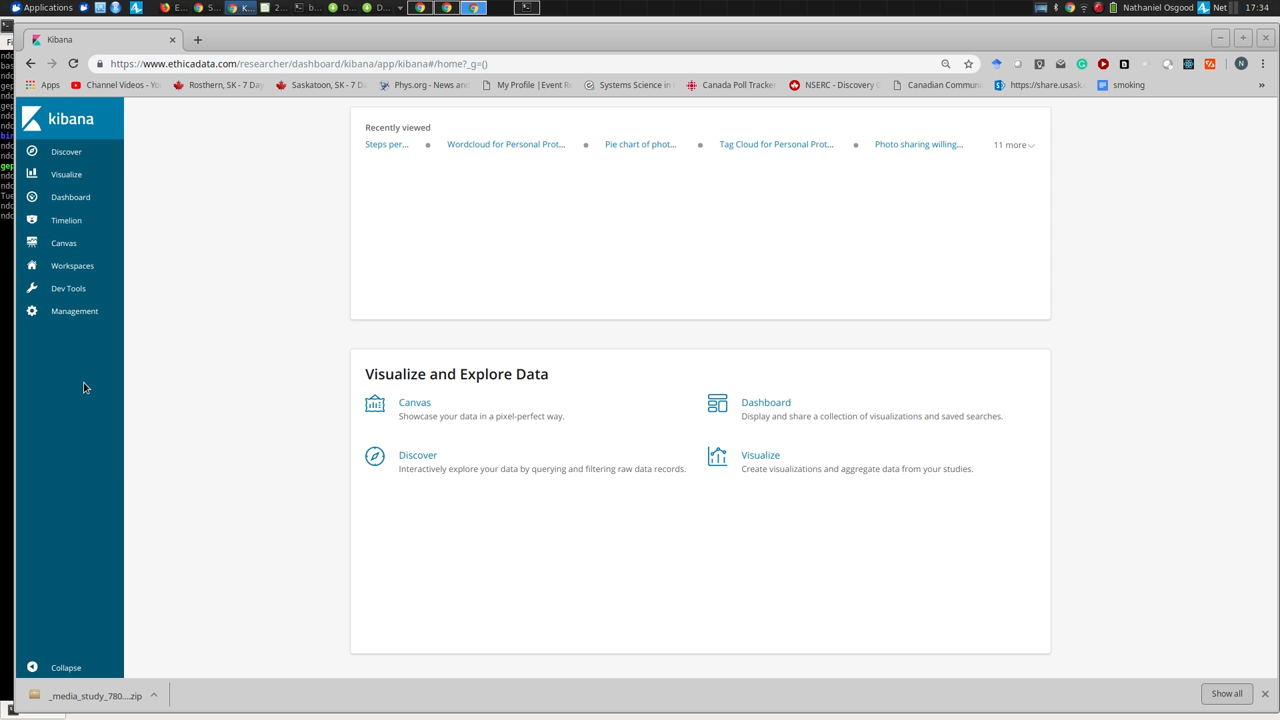 Applications
E...
S...
K...
2...
b...
D...
D...
Nathaniel Osgood
Net
17:34
Kibana
https://www.ethicadata.com/researcher/dashboard/kibana/app/kibana#/home?_g=()
N
Apps
Channel Videos - Yo
Rosthern, SK - 7 Day
Saskatoon, SK - 7 D
Phys.org - News and
My Profile |Event R
Systems Science in
Canada Poll Tracker
NSERC - Discovery
Canadian Commun
https://share.usask.
smoking
»
kibana
Discover
Visualize
Dashboard
Timelion
Canvas
Workspaces
Dev Tools
Management
Collapse
Recently viewed
Steps per...
Wordcloud for Personal Prot...
Pie chart of phot...
Tag Cloud for Personal Prot...
Photo sharing willing...
11 more
Visualize and Explore Data
Canvas
Showcase your data in a pixel-perfect way.
Dashboard
Display and share a collection of visualizations and saved searches.
Discover
Interactively explore your data by querying and filtering raw data records.
Visualize
Create visualizations and aggregate data from your studies.
_media_study_780....zip
Show all